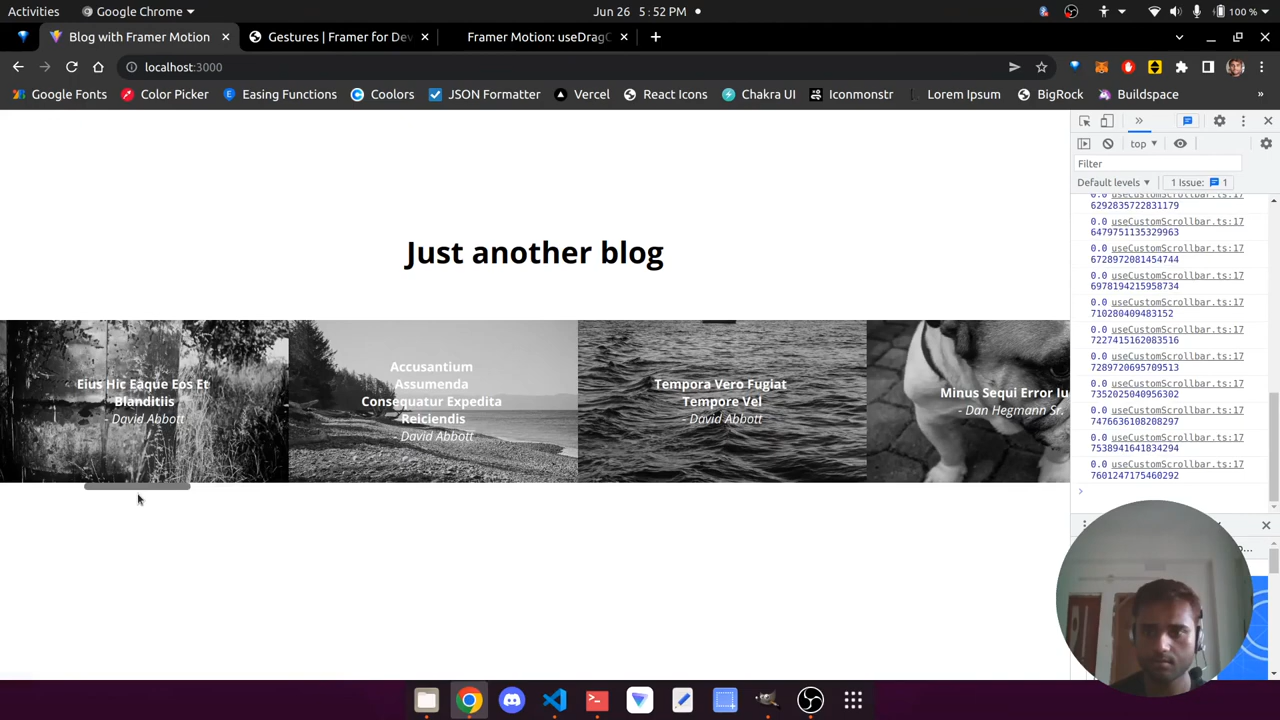 Activities
Google Chrome
Jun 26 5:52 PM
100 %
Blog with Framer Motion
Gestures | Framer for Dev
Framer Motion: useDragC
localhost:3000
Google Fonts
Color Picker
Easing Functions
Coolors
JSON Formatter
Vercel
React Icons
Chakra UI
Iconmonstr
Lorem Ipsum
BigRock
Buildspace
»
top
Filter
Default levels
1 Issue: 1
0.0 useCustomScrollbar.ts:17
6292835722831179
0.0 useCustomScrollbar.ts:17
6479751135329963
0.0 useCustomScrollbar.ts:17
6728972081454744
0.0 useCustomScrollbar.ts:17
6978194215958734
0.0 useCustomScrollbar.ts:17
710280409483152
0.0 useCustomScrollbar.ts:17
7227415162083516
0.0 useCustomScrollbar.ts:17
7289720695709513
0.0 useCustomScrollbar.ts:17
7352025040956302
0.0 useCustomScrollbar.ts:17
7476636108208297
0.0 useCustomScrollbar.ts:17
7538941641834294
0.0 useCustomScrollbar.ts:17
7601247175460292
Just another blog
Eius Hic Eaque Eos Et
Blanditiis
- David Abbott
Accusantium
Assumenda
Consequatur Expedita
Reiciendis
- David Abbott
Tempora Vero Fugiat
Tempore Vel
- David Abbott
Minus Sequi Error Iu
- Dan Hegmann Sr.